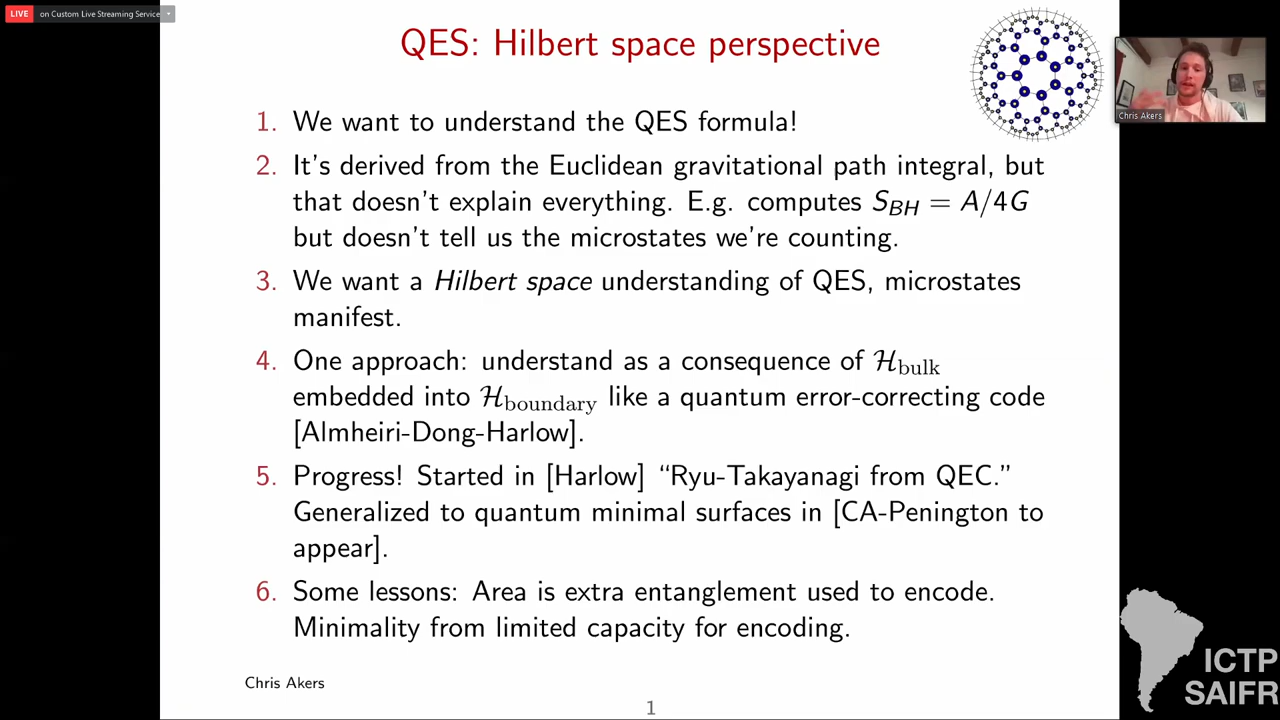 LIVE on Custom Live Streaming Service
QES: Hilbert space perspective
Chris Akers
1. We want to understand the QES formula!
2. It's derived from the Euclidean gravitational path integral, but
that doesn't explain everything. E.g. computes S_BH = A/4G
but doesn't tell us the microstates we're counting.
3. We want a Hilbert space understanding of QES, microstates
manifest.
4. One approach: understand as a consequence of ℋ_bulk
embedded into ℋ_boundary like a quantum error-correcting code
[Almheiri-Dong-Harlow].
5. Progress! Started in [Harlow] “Ryu-Takayanagi from QEC.”
Generalized to quantum minimal surfaces in [CA-Penington to
appear].
6. Some lessons: Area is extra entanglement used to encode.
Minimality from limited capacity for encoding.
Chris Akers
1
ICTP
SAIFR